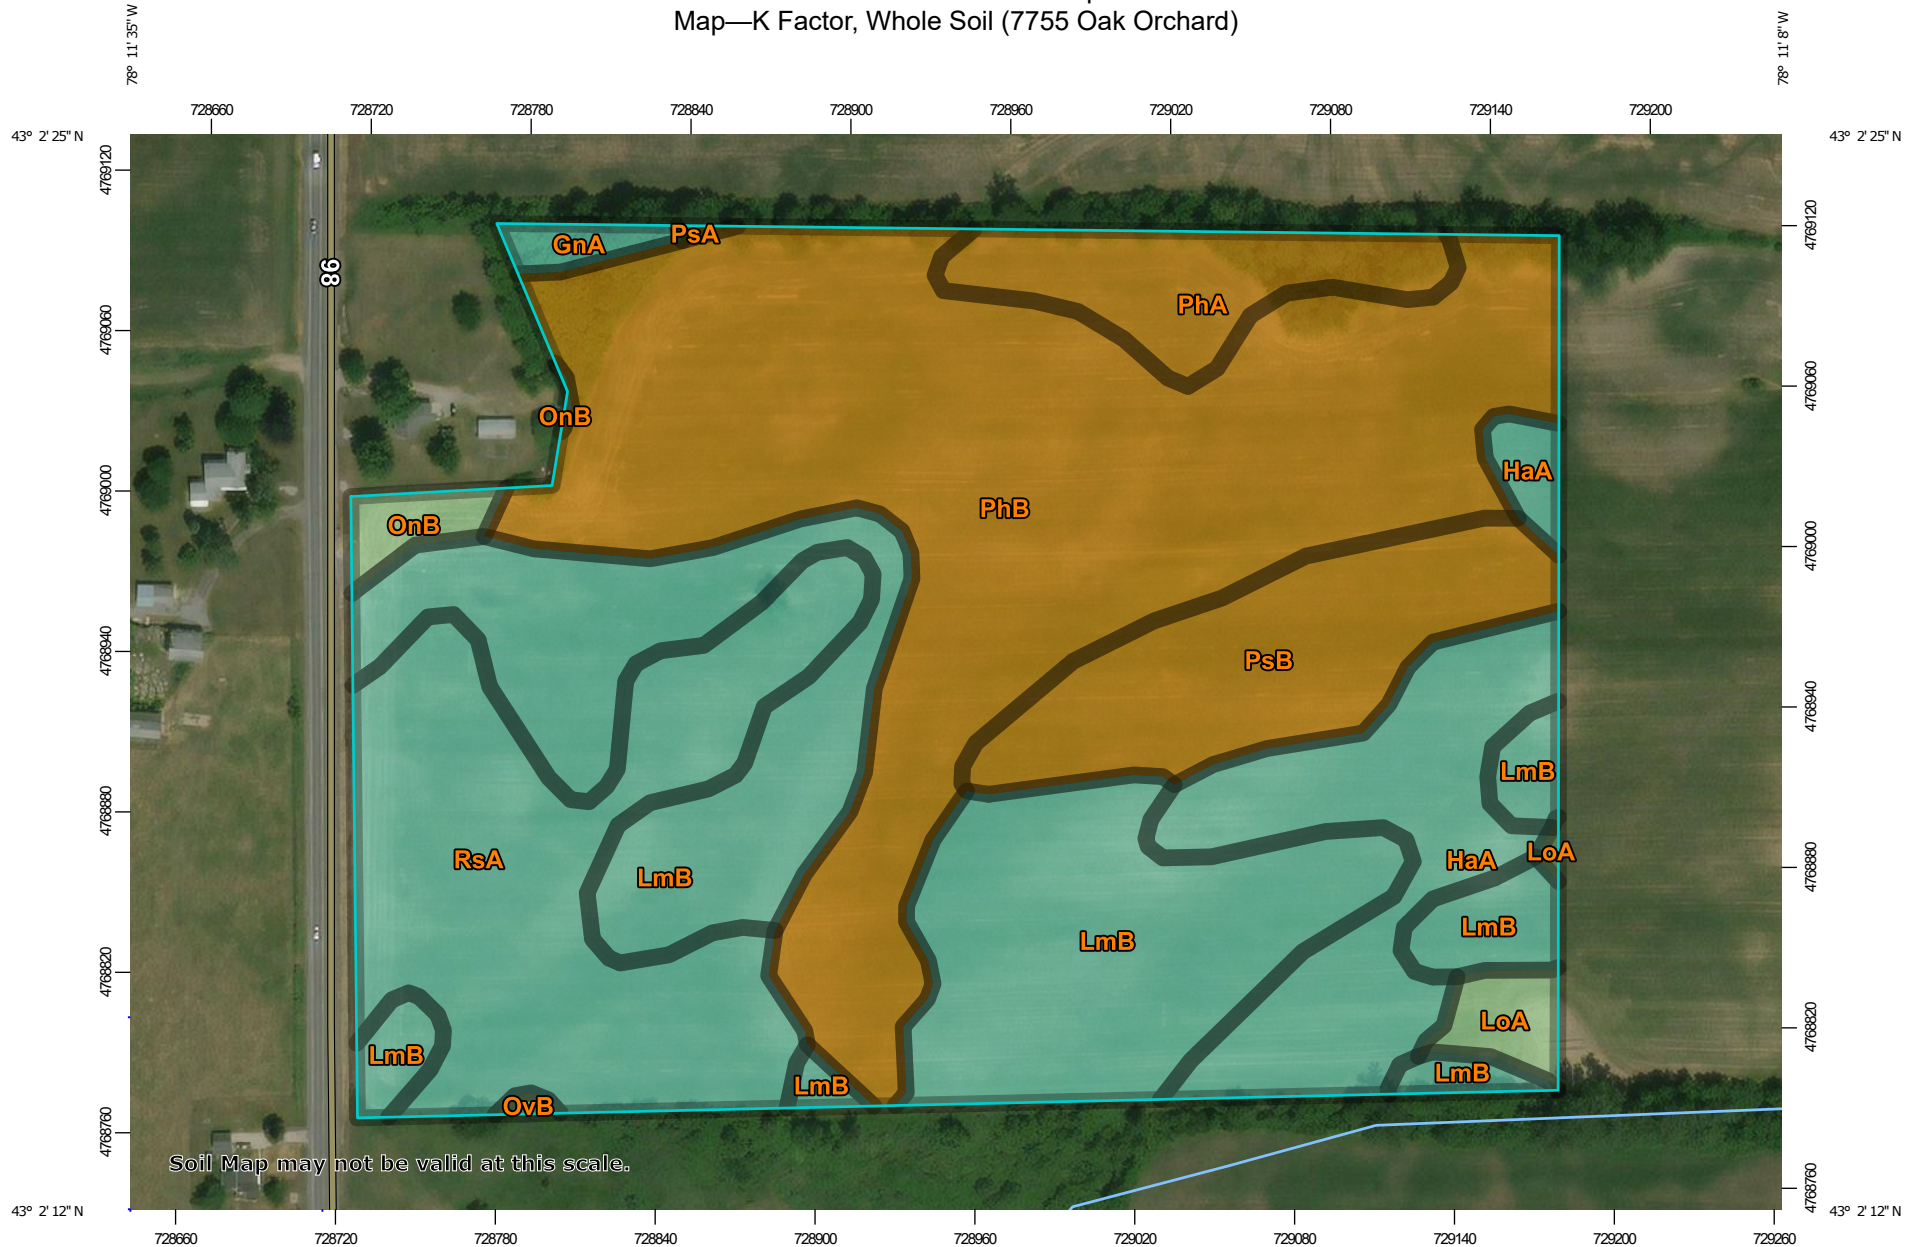 Map—K Factor, Whole Soil (7755 Oak Orchard)
78° 11' 35'' W
78° 11' 8'' W
728660
728720
728780
728840
728900
728960
729020
729080
729140
729200
43° 2' 25'' N
43° 2' 25'' N
4769120
4769060
4769000
4768940
4768880
4768820
4768760
4769120
4769060
4769000
4768940
4768880
4768820
4768760
98
GnA
PsA
PhA
OnB
HaA
PhB
OnB
PsB
LmB
RsA
LmB
HaA
LoA
LmB
LmB
LoA
LmB
LmB
LmB
OvB
Soil Map may not be valid at this scale.
43° 2' 12'' N
43° 2' 12'' N
728660
728720
728780
728840
728900
728960
729020
729080
729140
729200
729260